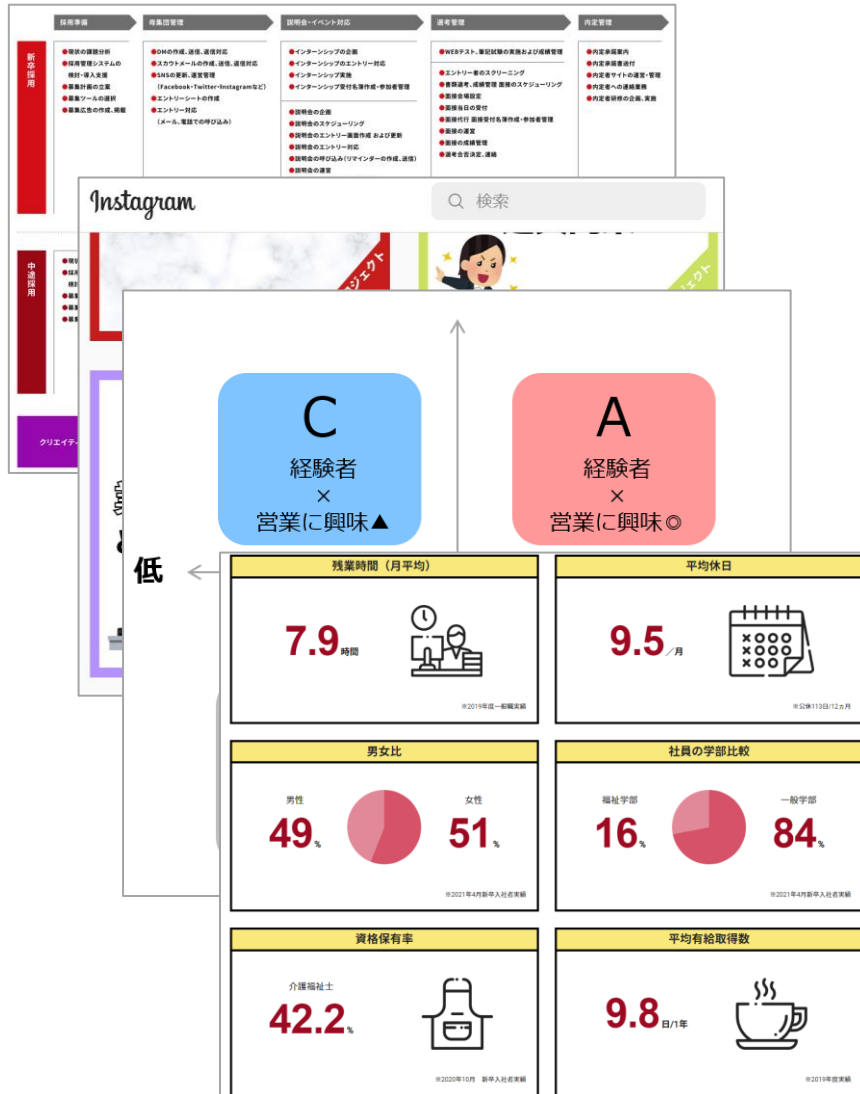 採用準備
母集団管理
説明会・イベント対応
選考管理
内定管理
新卒採用
●現状の課題分析
●採用管理システムの
検討・導入支援
●募集計画の立案
●募集ツールの選択
●募集広告の作成、掲載
●DMの作成、送信、返信対応
●スカウトメールの作成、送信、返信対応
●SNSの更新、運営管理
(Facebook・Twitter・Instagramなど)
●エントリーシートの作成
●エントリー対応
(メール、電話での呼び込み)
●インターンシップの企画
●インターンシップのエントリー対応
●インターンシップ実施
●インターンシップ受付名簿作成・参加者管理
●説明会の企画
●説明会のスケジューリング
●説明会のエントリー画面作成 および更新
●説明会のエントリー対応
●説明会の呼び込み(リマインダーの作成、送信)
●説明会の運営
●WEBテスト、筆記試験の実施および成績管理
●エントリー者のスクリーニング
●書類選考、成績管理 面接のスケジューリング
●面接会場設定
●面接当日の受付
●面接代行 面接受付名簿作成・参加者管理
●面接の運営
●面接の成績管理
●選考合否決定、連絡
●内定承諾案内
●内定承諾書送付
●内定者サイトの運営・管理
●内定者への連絡業務
●内定者研修の企画、実施
Instagram
検索
ジェクト
ジェクト
中途採用
クリエイテ
C
経験者
×
営業に興味▲
A
経験者
×
営業に興味◎
低
残業時間（月平均）
7.9時間
※2019年度一般職実績
平均休日
9.5／月
※公休113日/12ヵ月
男女比
男性
49%
女性
51%
※2021年4月新卒入社者実績
社員の学部比較
福祉学部
16%
一般学部
84%
※2021年4月新卒入社者実績
資格保有率
介護福祉士
42.2%
※2020年10月 新卒入社者実績
平均有給取得数
9.8日/1年
※2019年度実績